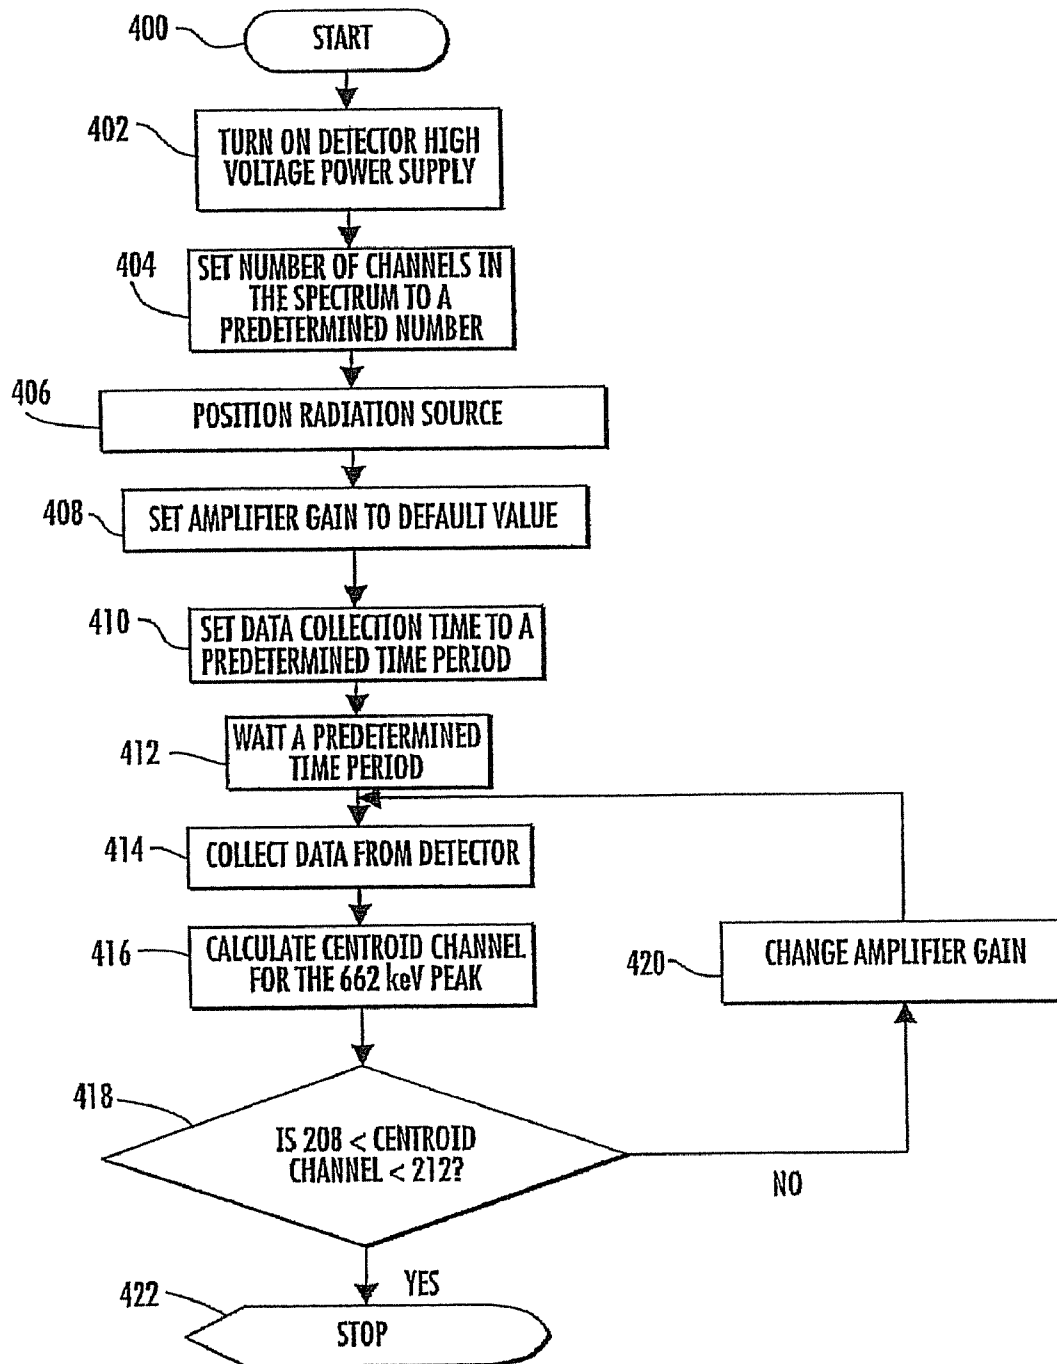 400
START
402
TURN ON DETECTOR HIGH
VOLTAGE POWER SUPPLY
404
SET NUMBER OF CHANNELS IN
THE SPECTRUM TO A
PREDETERMINED NUMBER
406
POSITION RADIATION SOURCE
408
SET AMPLIFIER GAIN TO DEFAULT VALUE
410
SET DATA COLLECTION TIME TO A
PREDETERMINED TIME PERIOD
412
WAIT A PREDETERMINED
TIME PERIOD
414
COLLECT DATA FROM DETECTOR
416
CALCULATE CENTROID CHANNEL
FOR THE 662 keV PEAK
420
CHANGE AMPLIFIER GAIN
418
IS 208 < CENTROID
CHANNEL < 212?
NO
YES
422
STOP